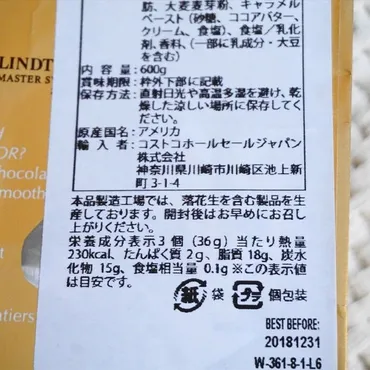 LINDT
MASTER S
OR?
chocola
mooth
t
tiers
肪、大麦麦芽粉、キャラメル
ペースト(砂糖、ココアバター、
クリーム、食塩)、食塩／乳化
剤、香料、(一部に乳成分・大豆
を含む)
内容量:600g
賞味期限:枠外下部に記載
保存方法:直射日光や高温多湿を避け、乾
燥した涼しい場所に保存してく
ださい。
原産国名:アメリカ
輸入者:コストコホールセールジャパン
株式会社
神奈川県川崎市川崎区池上新
町3-1-4
本品製造工場では、落花生を含む製品を生
産しております。開封後はお早めにお召し
上がりください。
栄養成分表示3個(36g)当たり熱量
230kcal、たんぱく質2g、脂質18g、炭水
化物15g、食塩相当量0.1g※この表示値
は目安です。
紙 袋 プラ 個包装
BEST BEFORE:
20181231
W-361-8-1-L6